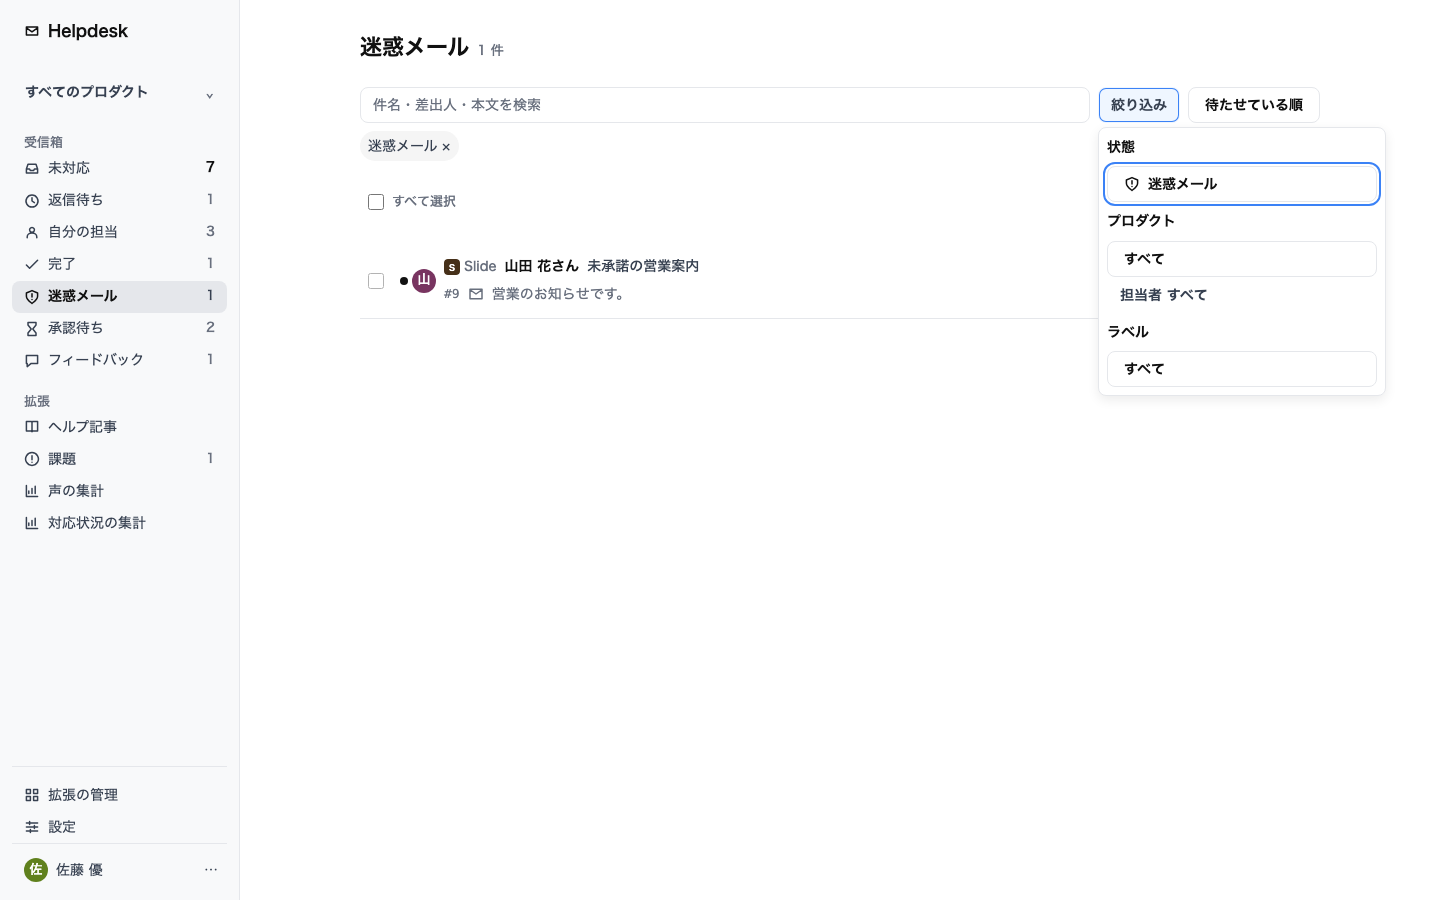 Helpdesk
すべてのプロダクト
受信箱
未対応 7
返信待ち 1
自分の担当 3
完了 1
迷惑メール 1
承認待ち 2
フィードバック 1
拡張
ヘルプ記事
課題 1
声の集計
対応状況の集計
拡張の管理
設定
佐 佐藤 優 …
迷惑メール 1 件
件名・差出人・本文を検索
絞り込み
待たせている順
迷惑メール ×
すべて選択
山 S Slide 山田 花さん 未承諾の営業案内
#9 営業のお知らせです。
状態
迷惑メール
プロダクト
すべて
担当者 すべて
ラベル
すべて